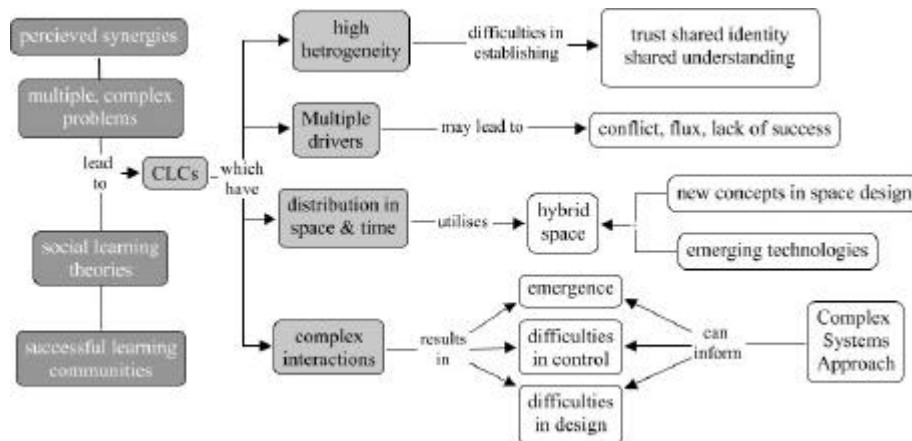 percieved synergies
multiple, complex
problems
lead
to
social learning
theories
successful learning
communities
CLCs
which
have
high
hetrogeneity
difficulties in
establishing
trust shared identity
shared understanding
Multiple
drivers
may lead to
conflict, flux, lack of success
distribution in
space & time
utilises
hybrid
space
new concepts in space design
emerging technologies
complex
interactions
results
in
emergence
difficulties
in control
difficulties
in design
can
inform
Complex
Systems
Approach